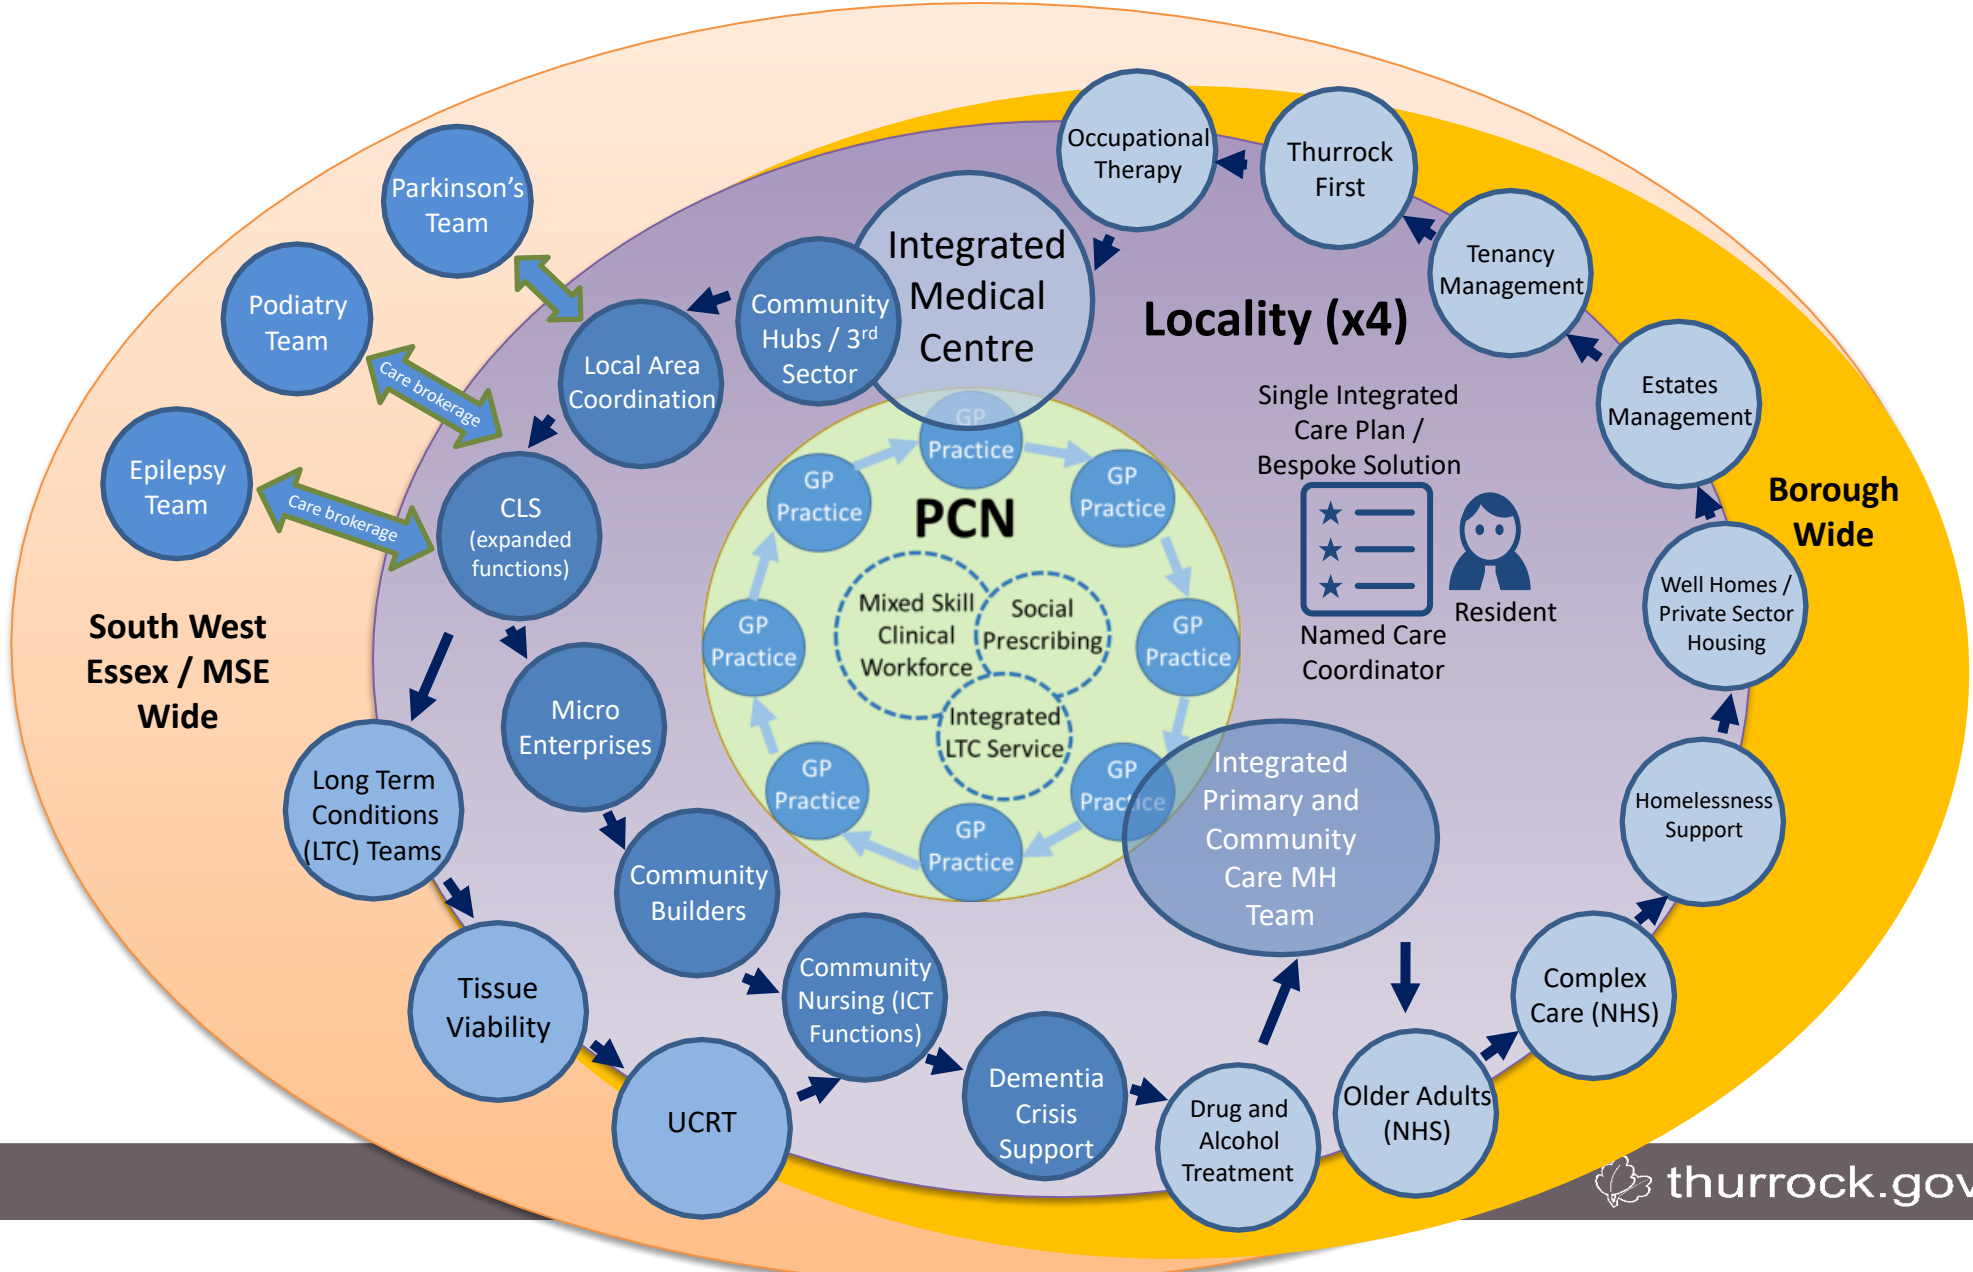 Occupational
Therapy
Thurrock
First
Parkinson's
Team
Integrated
Medical
Centre
Tenancy
Management
Podiatry
Team
Community
Hubs / 3rd
Sector
Locality (x4)
Local Area
Coordination
Care brokerage
Estates
Management
Single Integrated
Care Plan /
Bespoke Solution
Epilepsy
Team
Care brokerage
CLS
(expanded
functions)
GP
Practice
GP
Practice
GP
Practice
PCN
Borough
Wide
Mixed Skill
Clinical
Workforce
Social
Prescribing
Integrated
LTC Service
GP
Practice
GP
Practice
Resident
Named Care
Coordinator
Well Homes /
Private Sector
Housing
South West
Essex / MSE
Wide
Micro
Enterprises
GP
Practice
GP
Practice
GP
Practice
Integrated
Primary and
Community
Care MH
Team
Long Term
Conditions
(LTC) Teams
Homelessness
Support
Community
Builders
Tissue
Viability
Community
Nursing (ICT
Functions)
Complex
Care (NHS)
UCRT
Dementia
Crisis
Support
Drug and
Alcohol
Treatment
Older Adults
(NHS)
thurrock.gov